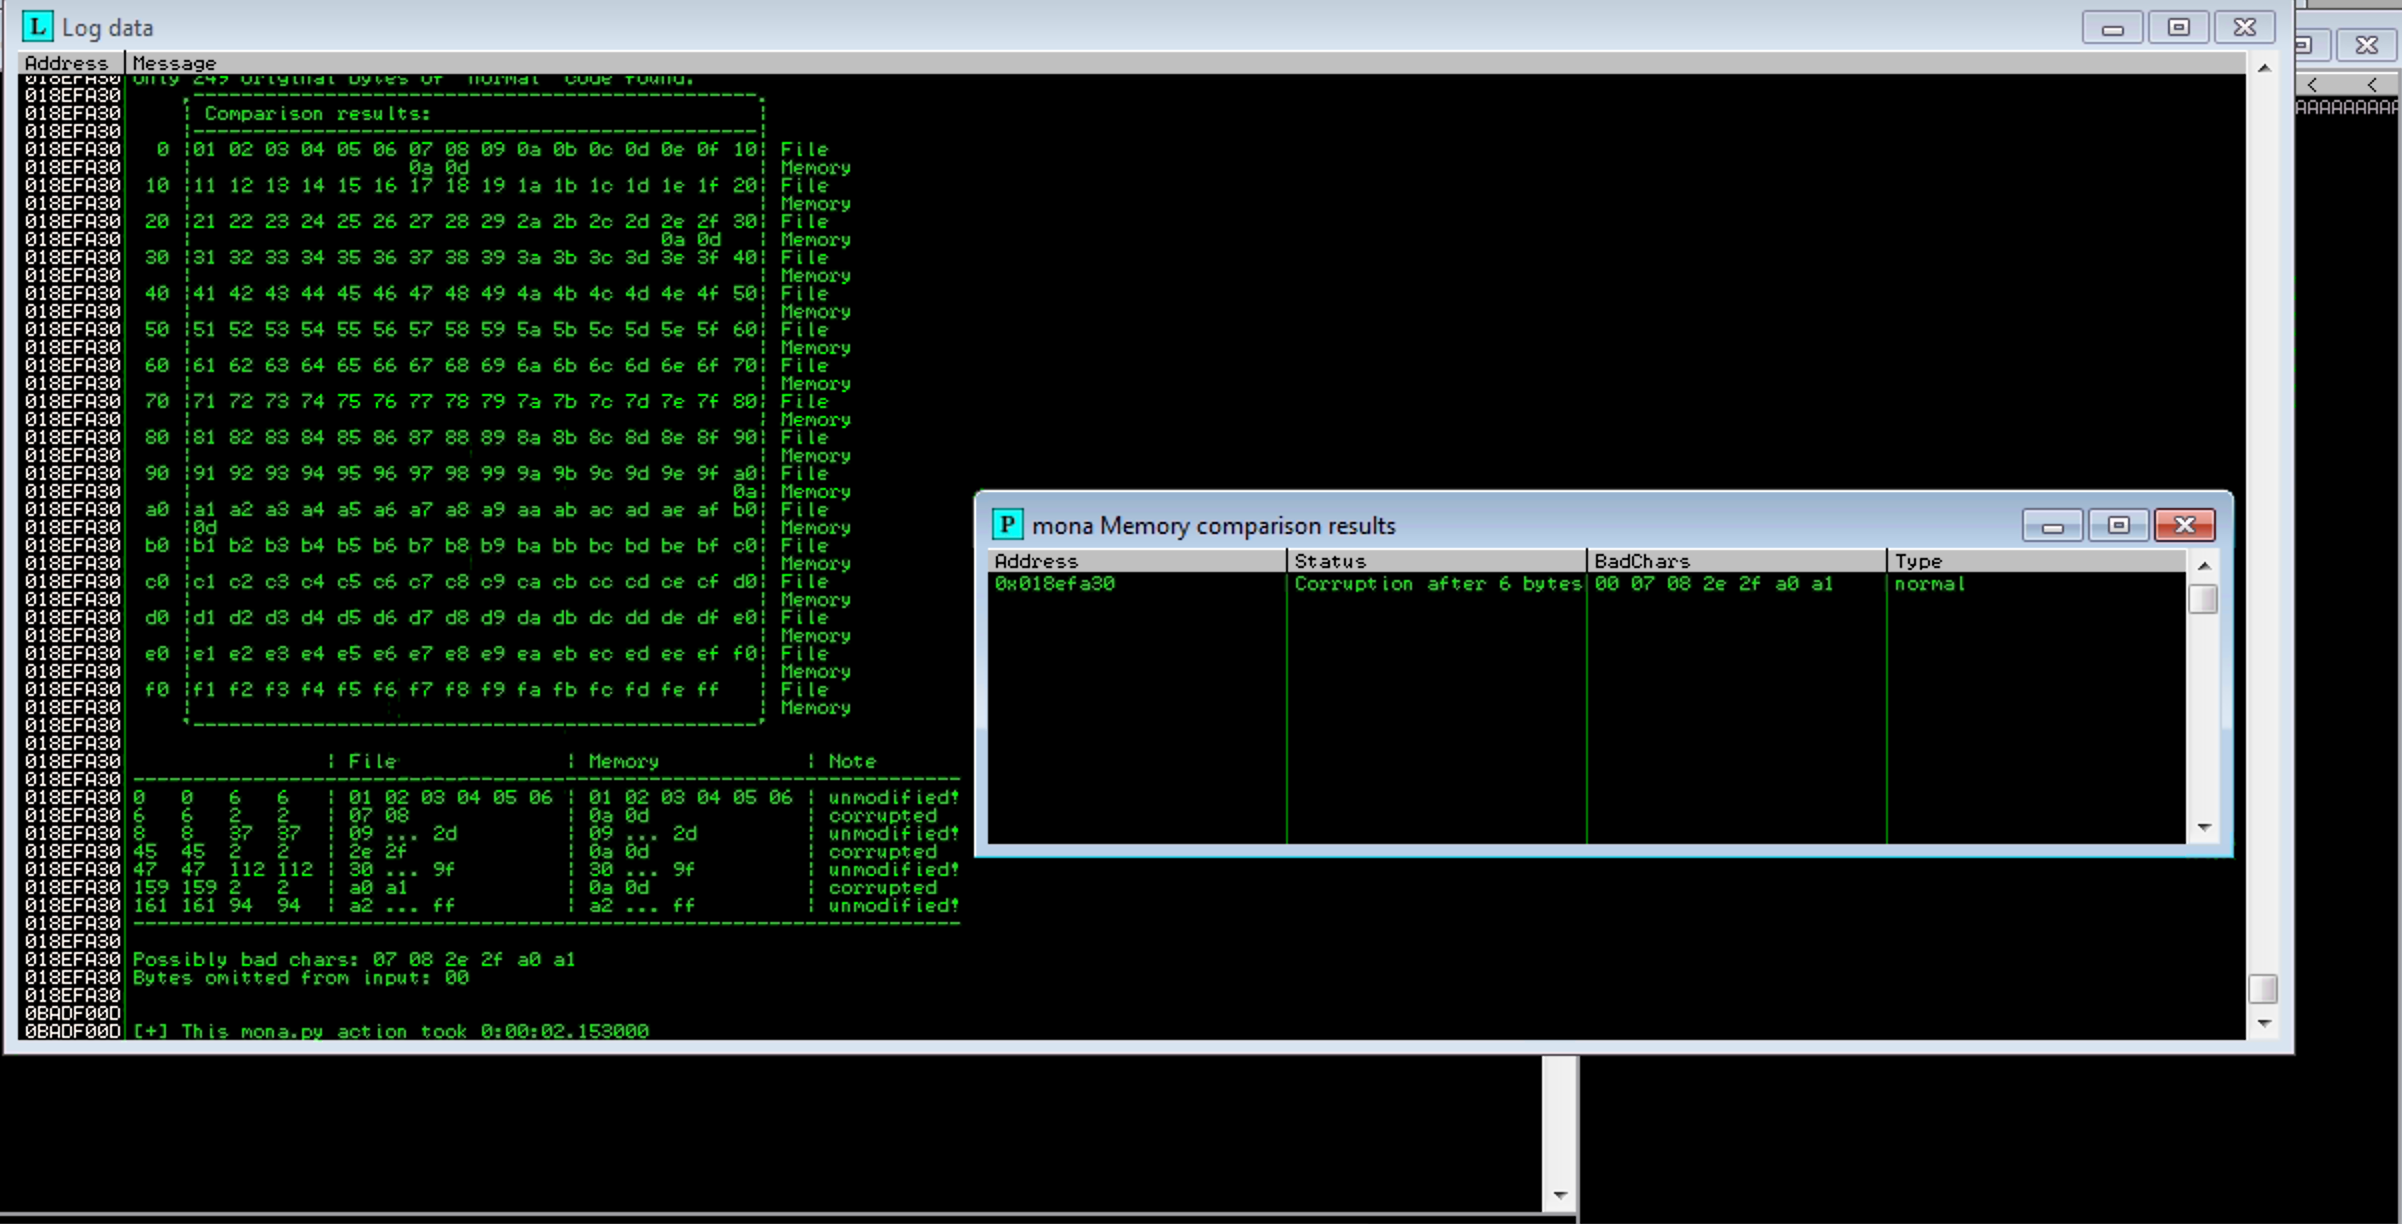 Log data
Address Message
018EFA30 Only 249 original bytes of 'normal' code found.
018EFA30
018EFA30 Comparison results:
018EFA30
018EFA30 0 01 02 03 04 05 06 07 08 09 0a 0b 0c 0d 0e 0f 10 File
018EFA30 0a 0d Memory
018EFA30 10 11 12 13 14 15 16 17 18 19 1a 1b 1c 1d 1e 1f 20 File
018EFA30 Memory
018EFA30 20 21 22 23 24 25 26 27 28 29 2a 2b 2c 2d 2e 2f 30 File
018EFA30 0a 0d Memory
018EFA30 30 31 32 33 34 35 36 37 38 39 3a 3b 3c 3d 3e 3f 40 File
018EFA30 Memory
018EFA30 40 41 42 43 44 45 46 47 48 49 4a 4b 4c 4d 4e 4f 50 File
018EFA30 Memory
018EFA30 50 51 52 53 54 55 56 57 58 59 5a 5b 5c 5d 5e 5f 60 File
018EFA30 Memory
018EFA30 60 61 62 63 64 65 66 67 68 69 6a 6b 6c 6d 6e 6f 70 File
018EFA30 Memory
018EFA30 70 71 72 73 74 75 76 77 78 79 7a 7b 7c 7d 7e 7f 80 File
018EFA30 Memory
018EFA30 80 81 82 83 84 85 86 87 88 89 8a 8b 8c 8d 8e 8f 90 File
018EFA30 Memory
018EFA30 90 91 92 93 94 95 96 97 98 99 9a 9b 9c 9d 9e 9f a0 File
018EFA30 0a Memory
018EFA30 a0 a1 a2 a3 a4 a5 a6 a7 a8 a9 aa ab ac ad ae af b0 File
018EFA30 0d Memory
018EFA30 b0 b1 b2 b3 b4 b5 b6 b7 b8 b9 ba bb bc bd be bf c0 File
018EFA30 Memory
018EFA30 c0 c1 c2 c3 c4 c5 c6 c7 c8 c9 ca cb cc cd ce cf d0 File
018EFA30 Memory
018EFA30 d0 d1 d2 d3 d4 d5 d6 d7 d8 d9 da db dc dd de df e0 File
018EFA30 Memory
018EFA30 e0 e1 e2 e3 e4 e5 e6 e7 e8 e9 ea eb ec ed ee ef f0 File
018EFA30 Memory
018EFA30 f0 f1 f2 f3 f4 f5 f6 f7 f8 f9 fa fb fc fd fe ff File
018EFA30 Memory
018EFA30
018EFA30
018EFA30 | File | Memory | Note
018EFA30
018EFA30 0 0 6 6 | 01 02 03 04 05 06 | 01 02 03 04 05 06 | unmodified!
018EFA30 6 6 2 2 | 07 08 | 0a 0d | corrupted
018EFA30 8 8 37 37 | 09 ... 2d | 09 ... 2d | unmodified!
018EFA30 45 45 2 2 | 2e 2f | 0a 0d | corrupted
018EFA30 47 47 112 112 | 30 ... 9f | 30 ... 9f | unmodified!
018EFA30 159 159 2 2 | a0 a1 | 0a 0d | corrupted
018EFA30 161 161 94 94 | a2 ... ff | a2 ... ff | unmodified!
018EFA30
018EFA30
018EFA30 Possibly bad chars: 07 08 2e 2f a0 a1
018EFA30 Bytes omitted from input: 00
018EFA30
0BADF00D
0BADF00D [+] This mona.py action took 0:00:02.153000
mona Memory comparison results
Address Status BadChars Type
0x018efa30 Corruption after 6 bytes 00 07 08 2e 2f a0 a1 normal
< <
AAAAAAAAA